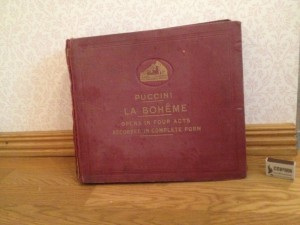 PUCCINI
LA BOHÈME
OPERA IN FOUR ACTS
RECORDED IN COMPLETE FORM